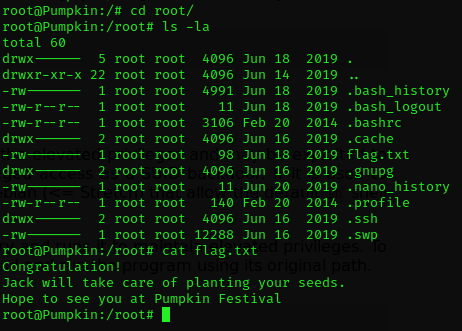 root@Pumpkin:/# cd root/
root@Pumpkin:/root# ls -la
total 60
drwx------  5 root root  4096 Jun 18  2019 .
drwxr-xr-x 22 root root  4096 Jun 14  2019 ..
-rw-------  1 root root  4991 Jun 18  2019 .bash_history
-rw-r--r--  1 root root    11 Jun 18  2019 .bash_logout
-rw-r--r--  1 root root  3106 Feb 20  2014 .bashrc
drwx------  2 root root  4096 Jun 16  2019 .cache
-rw-------  1 root root    98 Jun 18  2019 flag.txt
drwx------  2 root root  4096 Jun 16  2019 .gnupg
-rw-------  1 root root    11 Jun 20  2019 .nano_history
-rw-r--r--  1 root root   140 Feb 20  2014 .profile
drwx------  2 root root  4096 Jun 16  2019 .ssh
-rw-------  1 root root 12288 Jun 16  2019 .swp
root@Pumpkin:/root# cat flag.txt
Congratulation!
Jack will take care of planting your seeds.
Hope to see you at Pumpkin Festival
root@Pumpkin:/root#